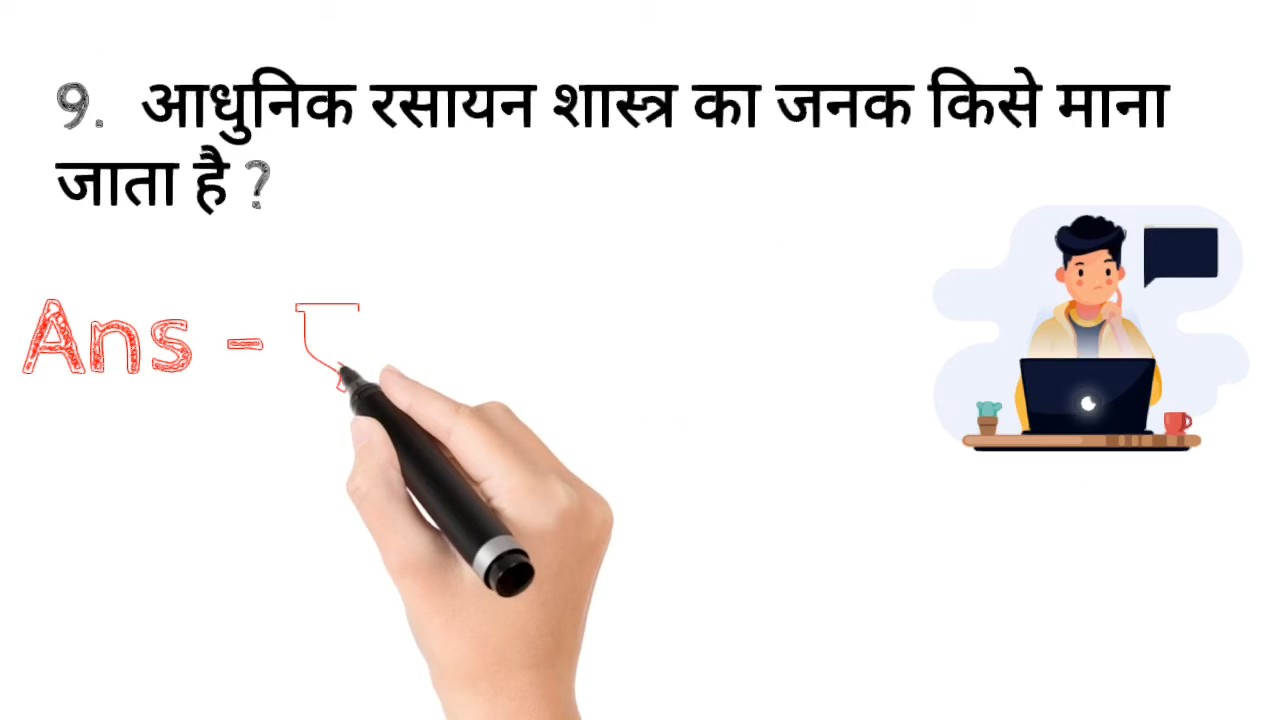 9. आधुनिक रसायन शास्त्र का जनक किसे माना
जाता है ?
Ans -